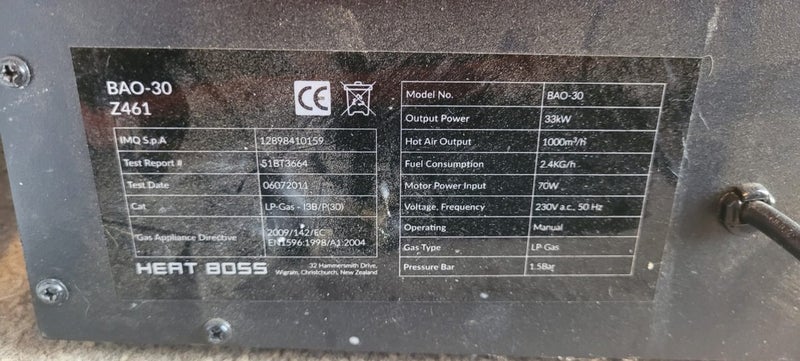 BAO-30
Z461
CE
IMQ S.p.A 12898410159
Test Report # 51BT3664
Test Date 06072011
Cat LP-Gas - I3B/P(30)
Gas Appliance Directive 2009/142/EC
EN1596:1998/A1:2004
HEAT BOSS
32 Hammersmith Drive,
Wigram, Christchurch, New Zealand
Model No. BAO-30
Output Power 33kW
Hot Air Output 1000m³/h
Fuel Consumption 2.4KG/h
Motor Power Input 70W
Voltage, Frequency 230V a.c., 50 Hz
Operating Manual
Gas Type LP-Gas
Pressure Bar 1.5Bar